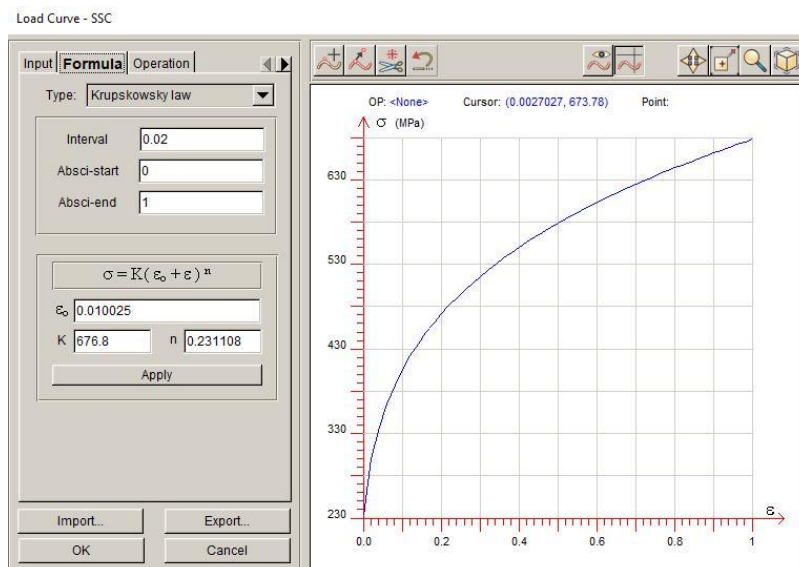 Load Curve - SSC
Input Formula Operation
Type: Krupskowsky law
Interval 0.02
Absci-start 0
Absci-end 1
σ=K(ε₀+ε)ⁿ
ε₀ 0.010025
K 676.8 n 0.231108
Apply
Import... Export...
OK Cancel
OP: <None> Cursor: (0.0027027, 673.78) Point:
σ (MPa)
630
530
430
330
230
ε
0.0 0.2 0.4 0.6 0.8 1